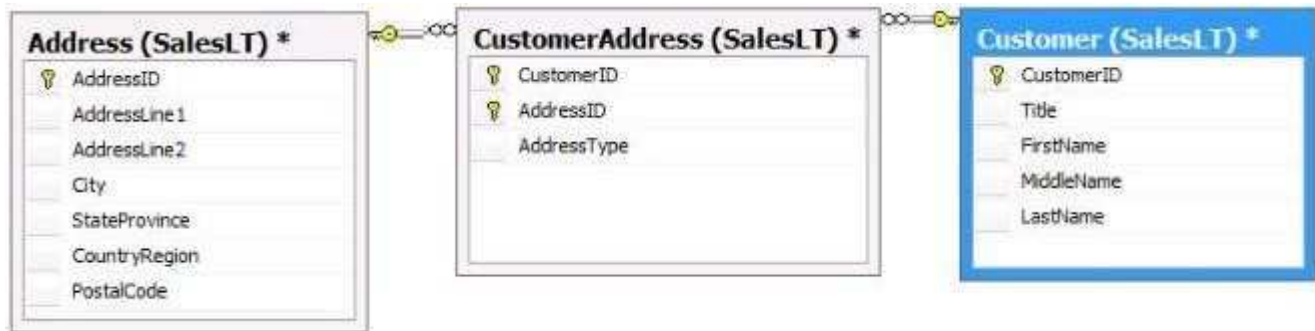 Address (SalesLT) *
AddressID
AddressLine1
AddressLine2
City
StateProvince
CountryRegion
PostalCode
CustomerAddress (SalesLT) *
CustomerID
AddressID
AddressType
Customer (SalesLT) *
CustomerID
Title
FirstName
MiddleName
LastName